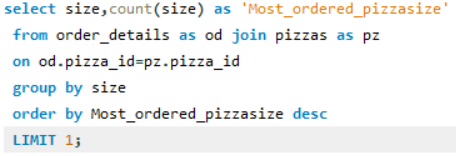 select size,count(size) as 'Most_ordered_pizzasize'
from order_details as od join pizzas as pz
on od.pizza_id=pz.pizza_id
group by size
order by Most_ordered_pizzasize desc
LIMIT 1;